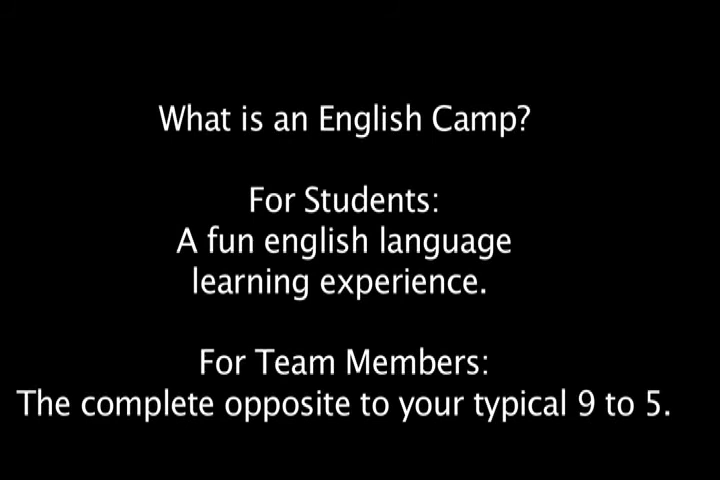 What is an English Camp?
For Students:
A fun english language
learning experience.
For Team Members:
The complete opposite to your typical 9 to 5.